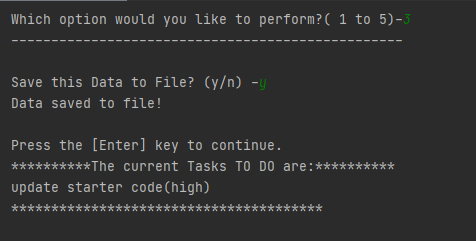 Which option would you like to perform?( 1 to 5)-3
-------------------------------------------------
Save this Data to File? (y/n) -y
Data saved to file!
Press the [Enter] key to continue.
**********The current Tasks TO DO are:**********
update starter code(high)
***************************************